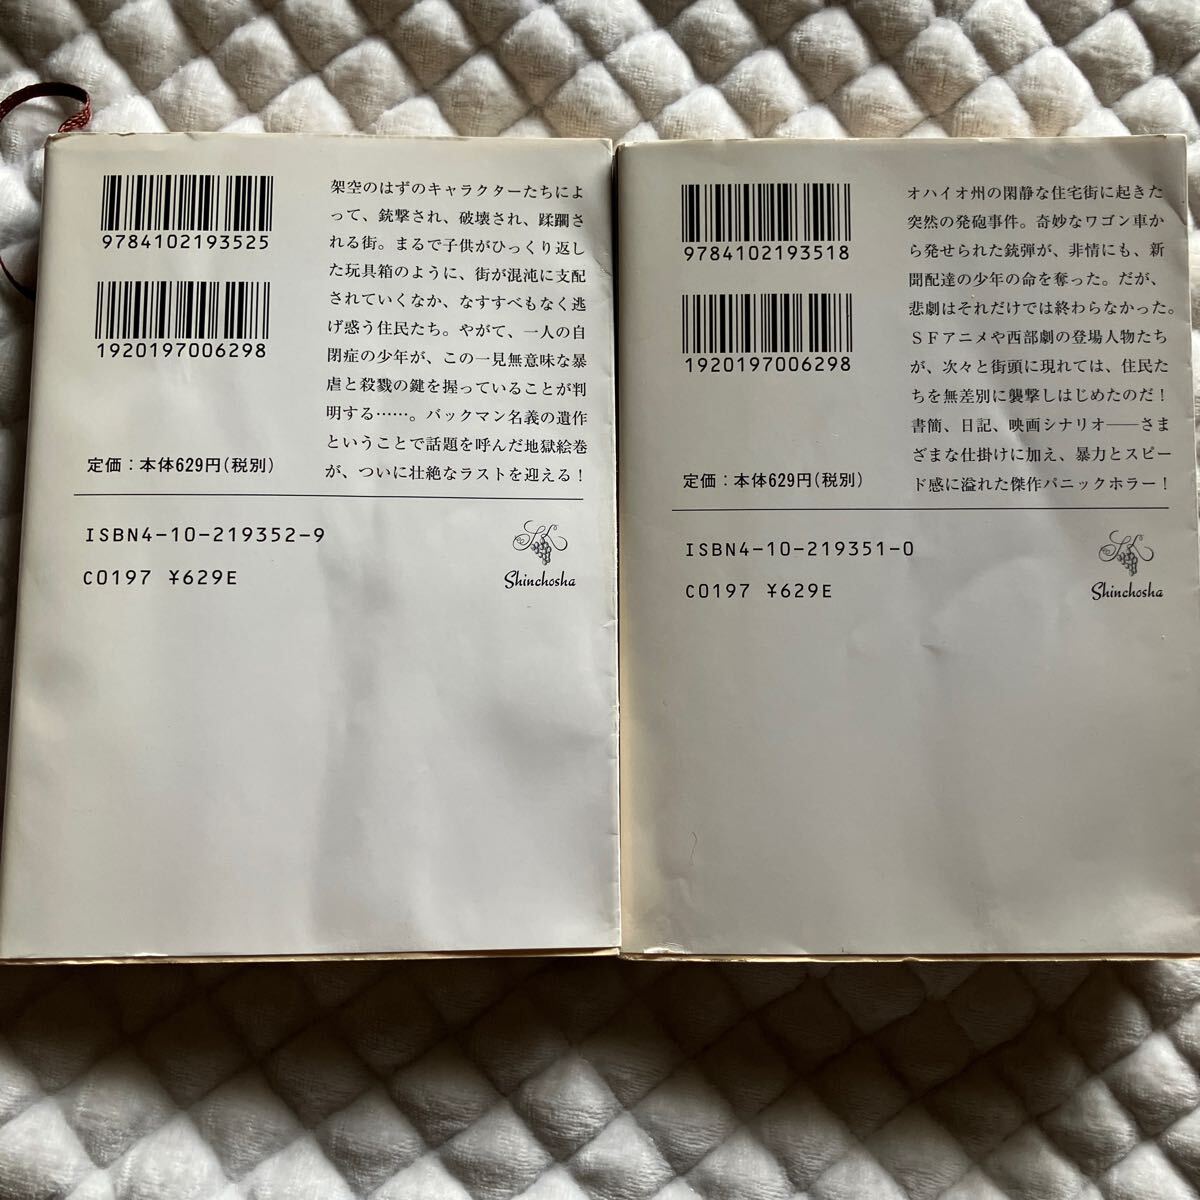 9784102193525
1920197006298
架空のはずのキャラクターたちによ
って、銃撃され、破壊され、蹂躙さ
れる街。まるで子供がひっくり返し
た玩具箱のように、街が混沌に支配
されていくなか、なすすべもなく逃
げ惑う住民たち。やがて、一人の自
閉症の少年が、この一見無意味な暴
虐と殺戮の鍵を握っていることが判
明する……。バックマン名義の遺作
ということで話題を呼んだ地獄絵巻
が、ついに壮絶なラストを迎える!
定価:本体629円(税別)
ISBN4-10-219352-9
C0197 ¥629E
Shinchosha
9784102193518
1920197006298
オハイオ州の閑静な住宅街に起きた
突然の発砲事件。奇妙なワゴン車か
ら発せられた銃弾が、非情にも、新
聞配達の少年の命を奪った。だが、
悲劇はそれだけでは終わらなかった。
SFアニメや西部劇の登場人物たち
が、次々と街頭に現れては、住民た
ちを無差別に襲撃しはじめたのだ!
書簡、日記、映画シナリオ――さま
ざまな仕掛けに加え、暴力とスピー
ド感に溢れた傑作パニックホラー!
定価:本体629円(税別)
ISBN4-10-219351-0
C0197 ¥629E
Shinchosha